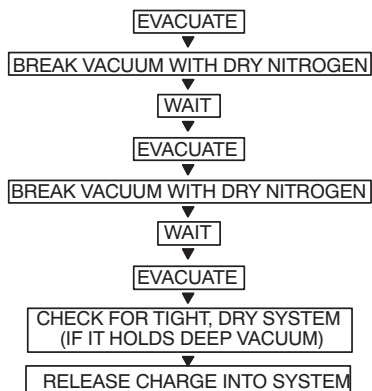 EVACUATE
BREAK VACUUM WITH DRY NITROGEN
WAIT
EVACUATE
BREAK VACUUM WITH DRY NITROGEN
WAIT
EVACUATE
CHECK FOR TIGHT, DRY SYSTEM
(IF IT HOLDS DEEP VACUUM)
RELEASE CHARGE INTO SYSTEM